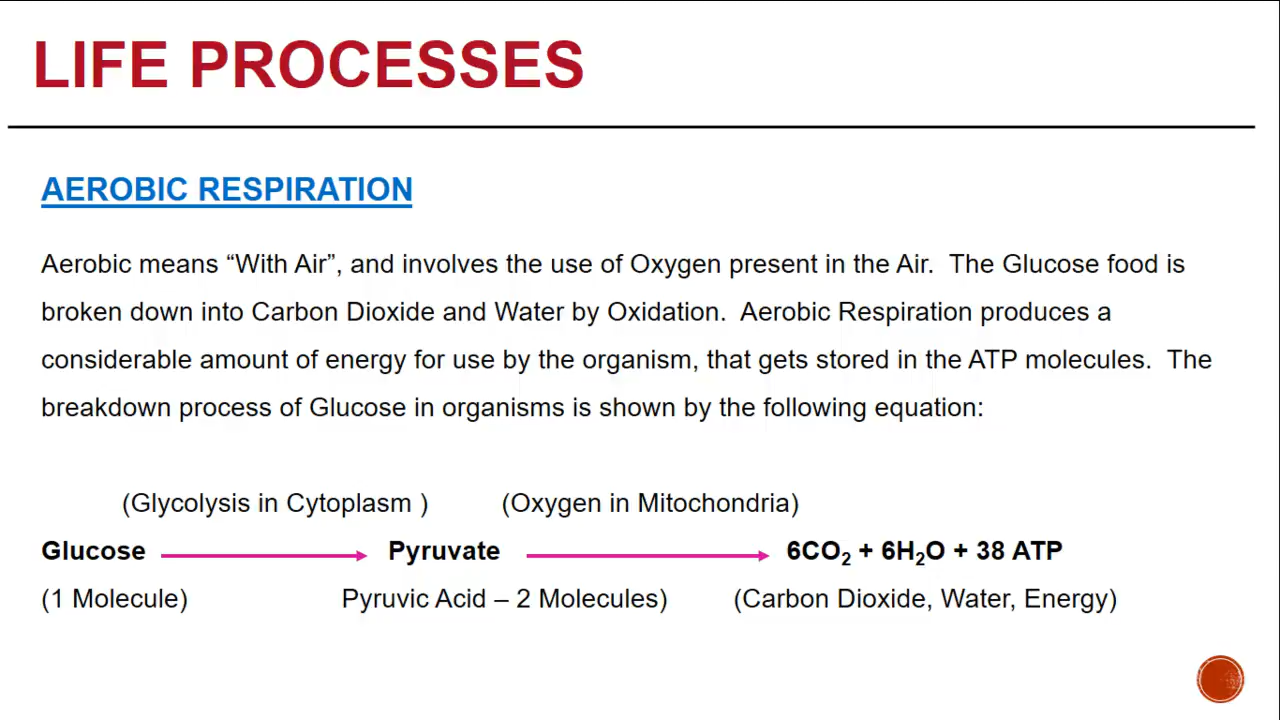 LIFE PROCESSES
AEROBIC RESPIRATION
Aerobic means “With Air”, and involves the use of Oxygen present in the Air.  The Glucose food is
broken down into Carbon Dioxide and Water by Oxidation.  Aerobic Respiration produces a
considerable amount of energy for use by the organism, that gets stored in the ATP molecules.  The
breakdown process of Glucose in organisms is shown by the following equation:
(Glycolysis in Cytoplasm ) (Oxygen in Mitochondria)
Glucose Pyruvate 6CO₂ + 6H₂O + 38 ATP
(1 Molecule) Pyruvic Acid – 2 Molecules) (Carbon Dioxide, Water, Energy)